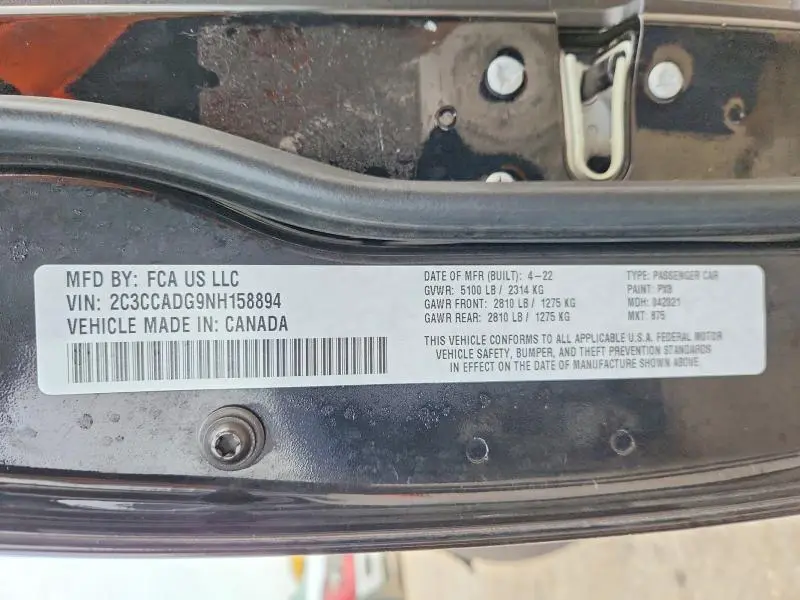 MFD BY: FCA US LLC
VIN: 2C3CCADG9NH158894
VEHICLE MADE IN: CANADA
DATE OF MFR (BUILT): 4-22
GVWR: 5100 LB / 2314 KG
GAWR FRONT: 2810 LB / 1275 KG
GAWR REAR: 2810 LB / 1275 KG
TYPE: PASSENGER CAR
PAINT: PX8
MDH: 042021
MKT: 875
THIS VEHICLE CONFORMS TO ALL APPLICABLE U.S.A. FEDERAL MOTOR
VEHICLE SAFETY, BUMPER, AND THEFT PREVENTION STANDARDS
IN EFFECT ON THE DATE OF MANUFACTURE SHOWN ABOVE.